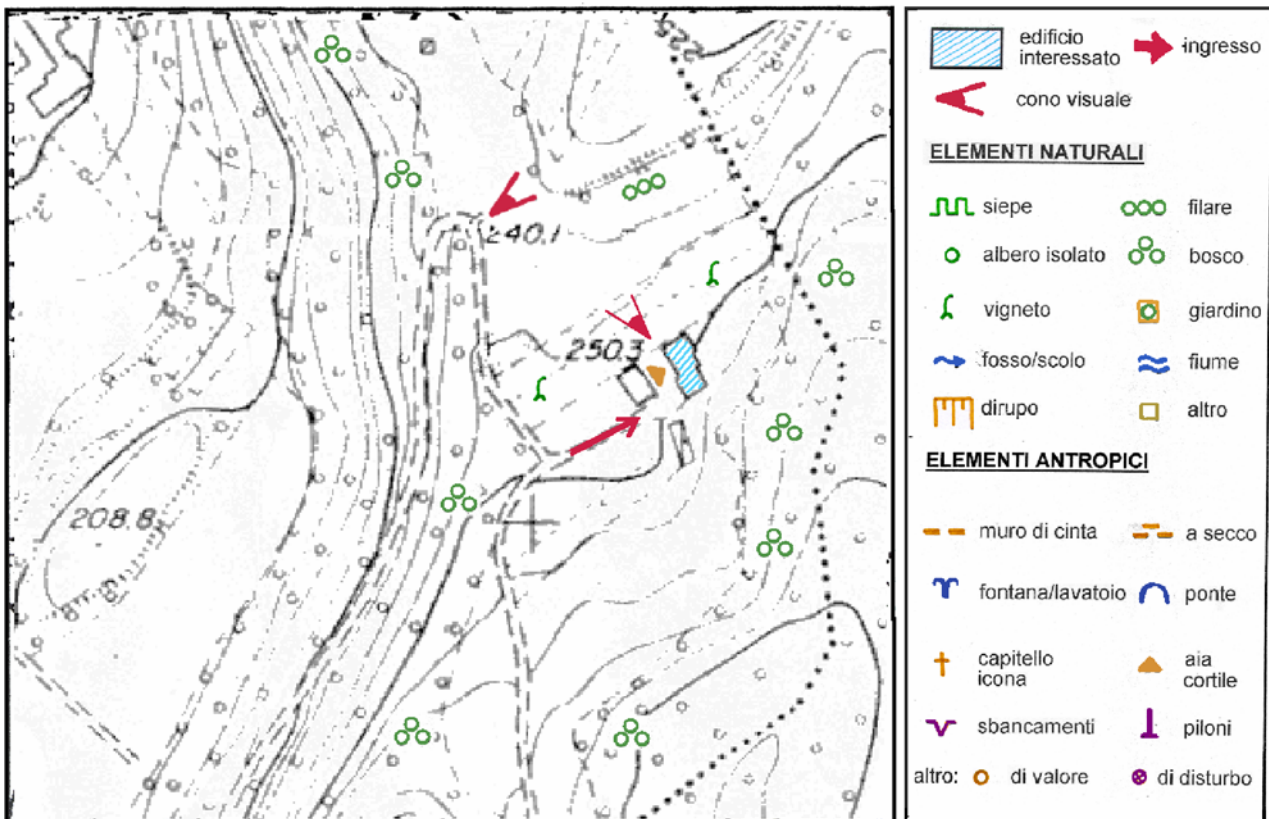 225
240.1
250.3
208.8
edificio
interessato
ingresso
cono visuale
ELEMENTI NATURALI
siepe
filare
albero isolato
bosco
vigneto
giardino
fosso/scolo
fiume
dirupo
altro
ELEMENTI ANTROPICI
muro di cinta
a secco
fontana/lavatoio
ponte
capitello
icona
aia
cortile
sbancamenti
piloni
altro:
di valore
di disturbo